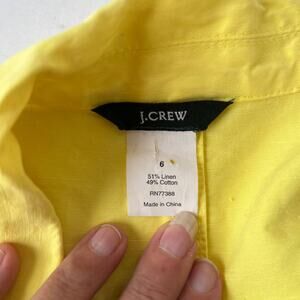 J.CREW
6
51% Linen
49% Cotton
RN77388
Made in China